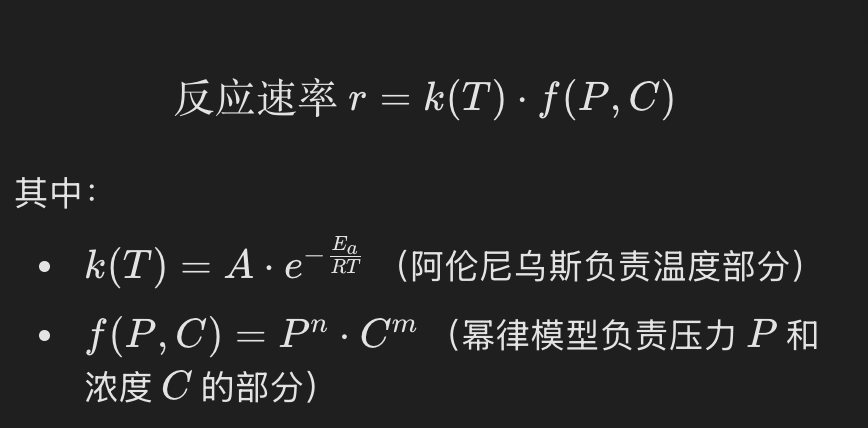 反应速率 r = k(T) · f(P, C)
其中：
• k(T) = A · e^{-\frac{E_a}{RT}} （阿伦尼乌斯负责温度部分）
• f(P, C) = P^n · C^m （幂律模型负责压力 P 和
浓度 C 的部分）